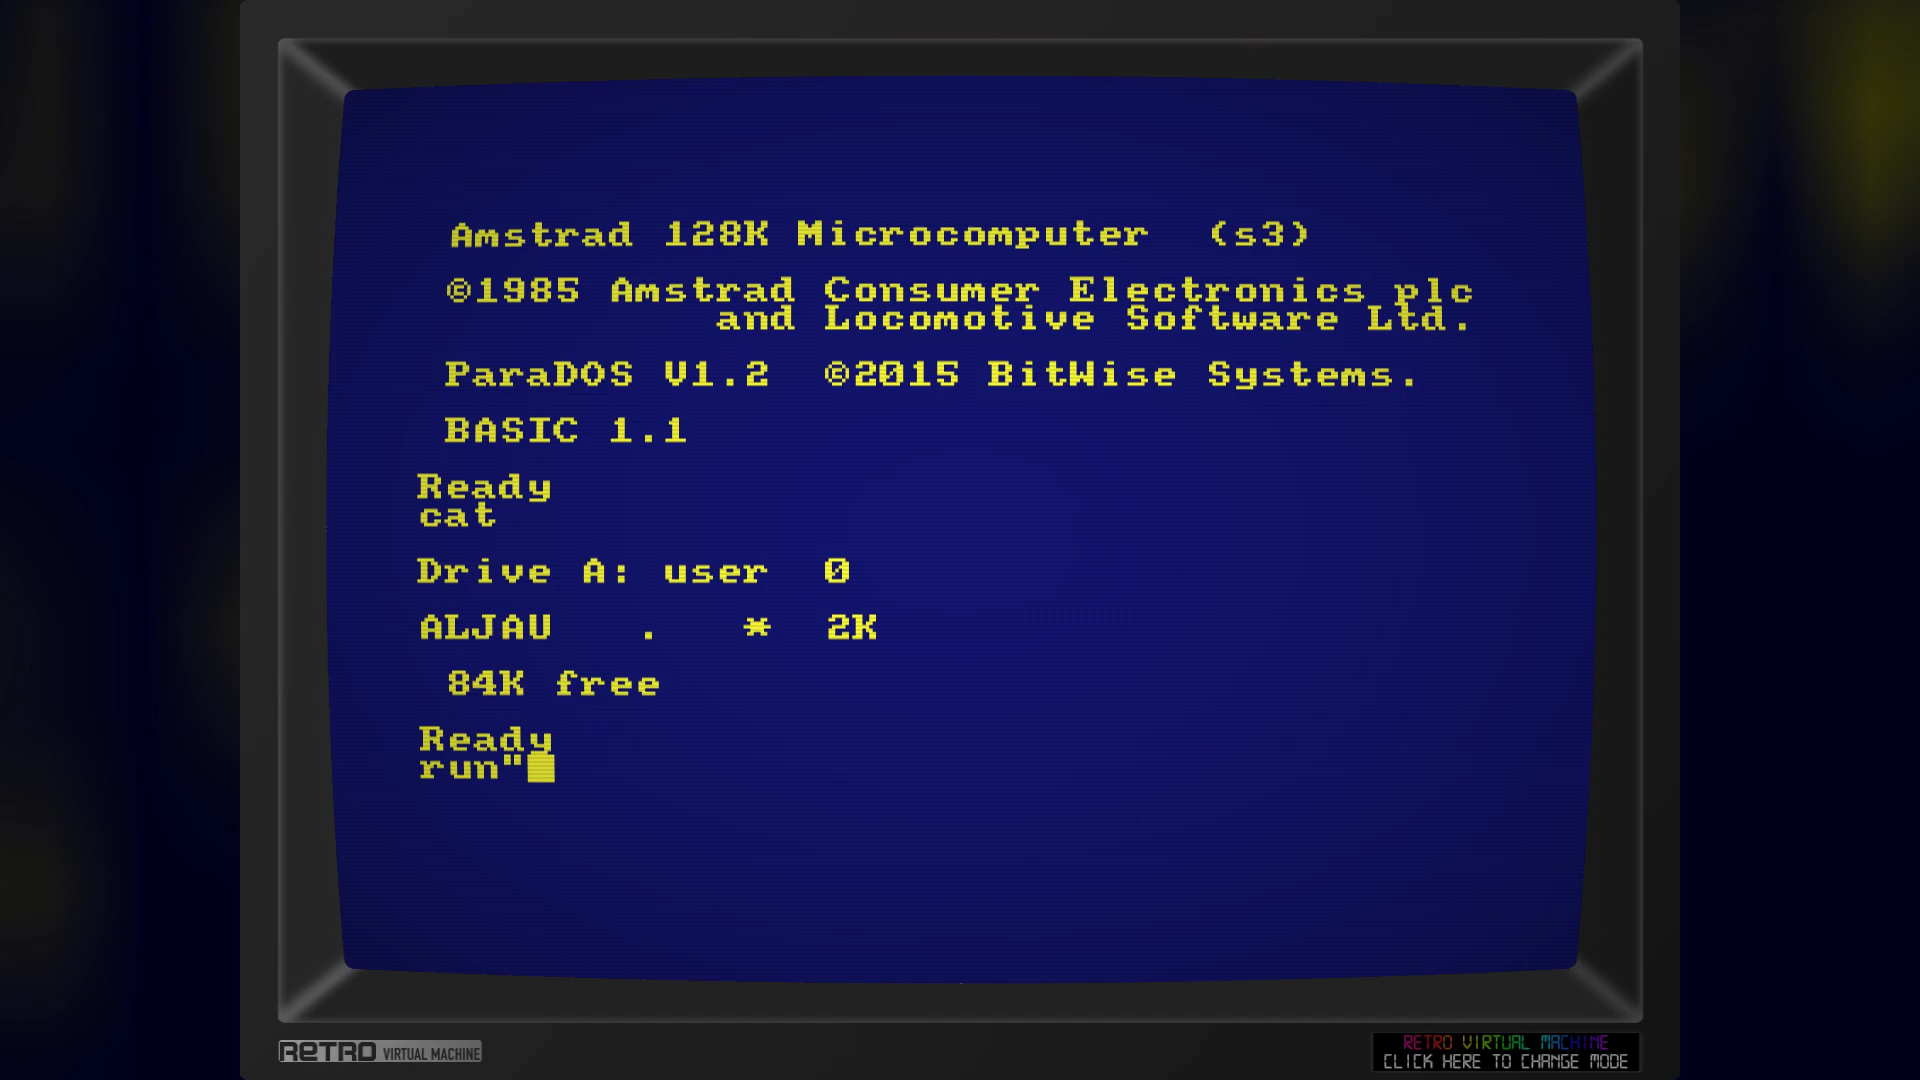 Amstrad 128K Microcomputer (s3)
©1985 Amstrad Consumer Electronics plc
and Locomotive Software Ltd.
ParaDOS V1.2 ©2015 BitWise Systems.
BASIC 1.1
Ready
cat
Drive A: user 0
ALJAU . * 2K
84K free
Ready
run"
RETRO VIRTUAL MACHINE
RETRO VIRTUAL MACHINE
CLICK HERE TO CHANGE MODE